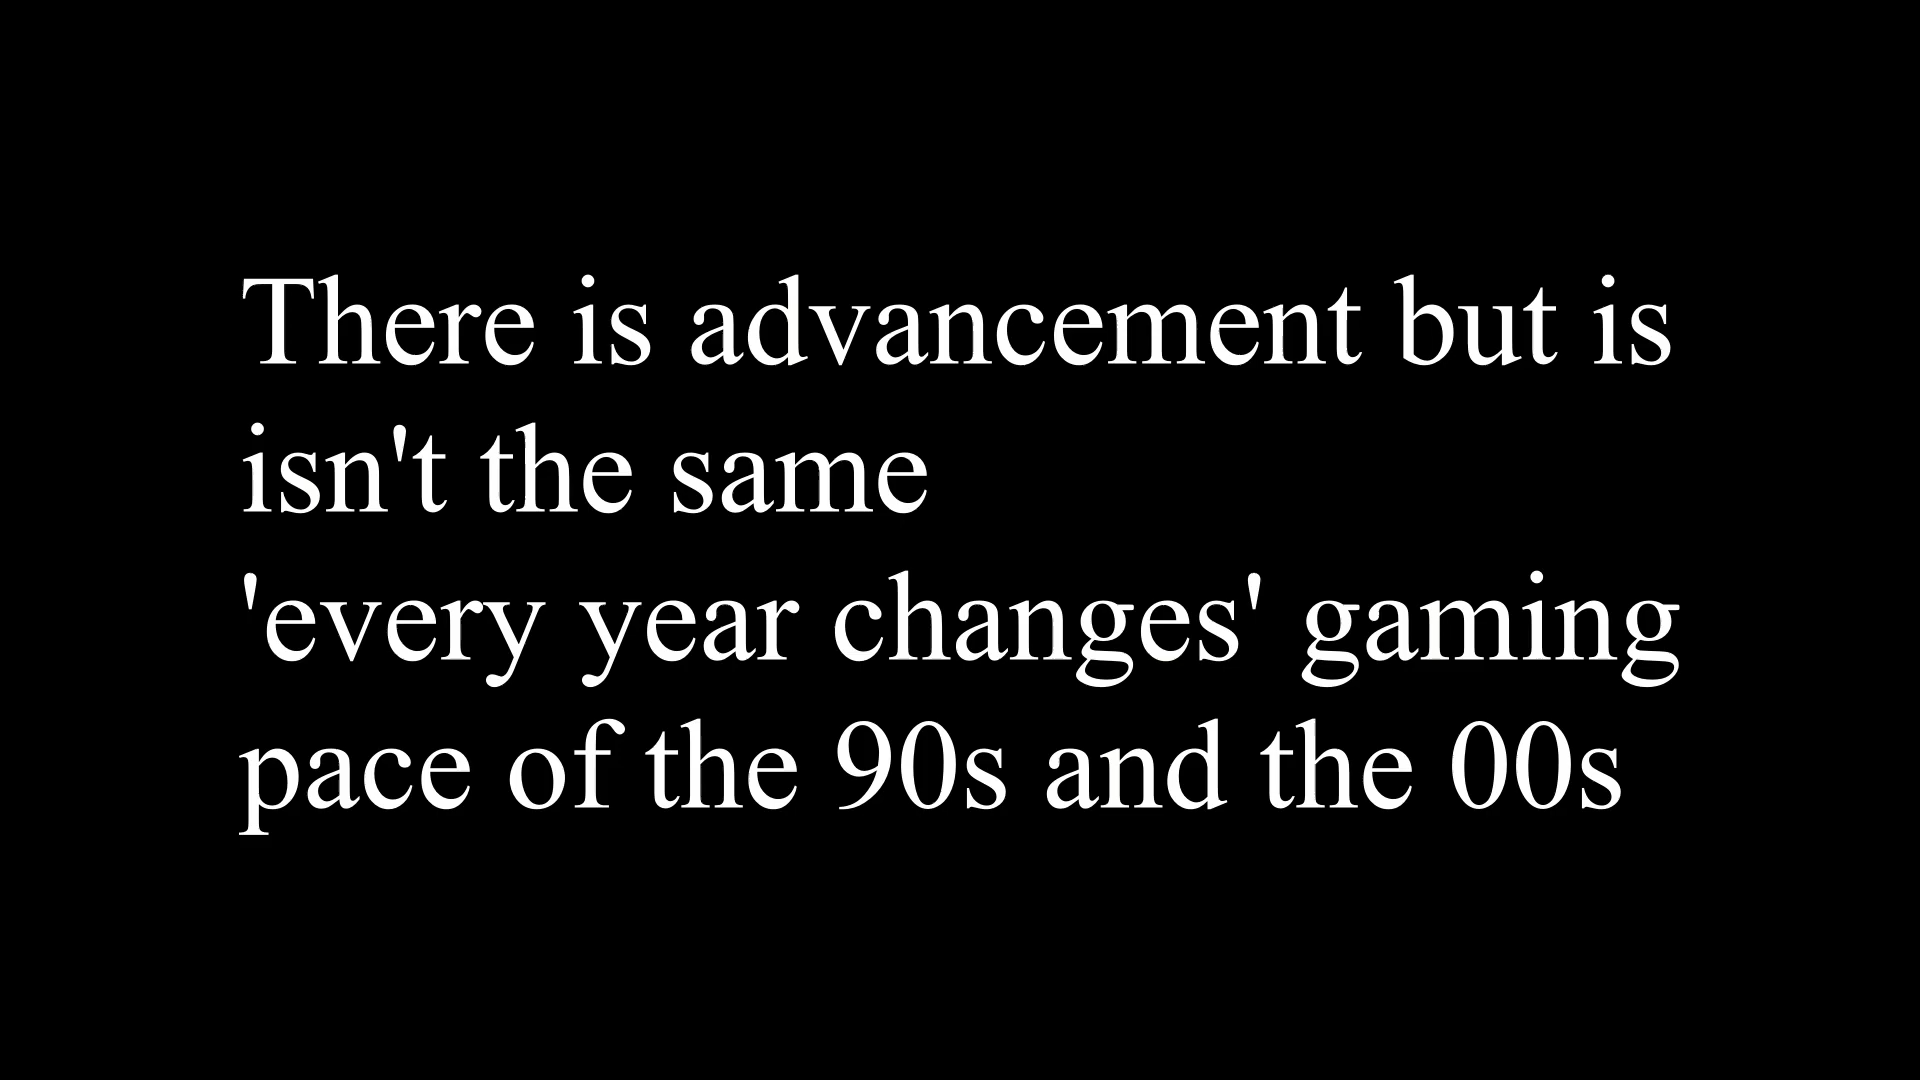 There is advancement but is
isn't the same
'every year changes' gaming
pace of the 90s and the 00s